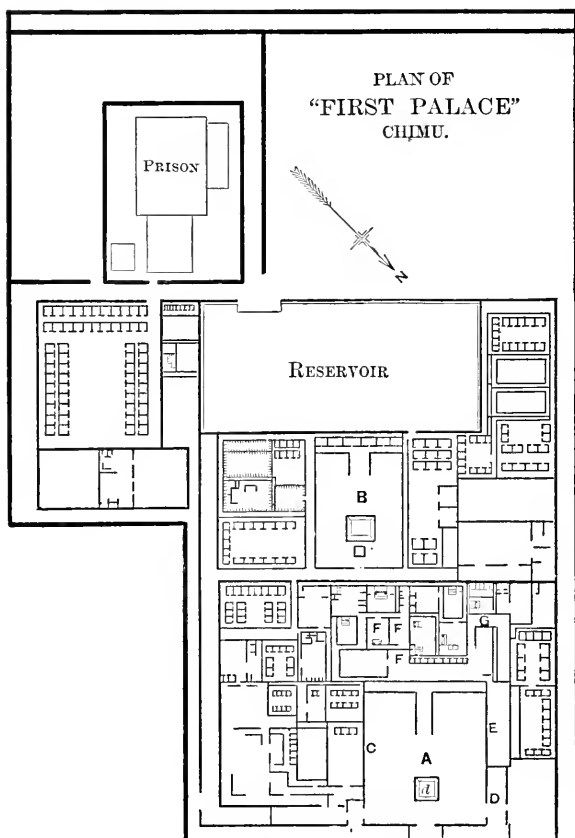 PLAN OF
"FIRST PALACE"
CHIMU.
PRISON
N
RESERVOIR
B
G
F F
F
E
C
A
d
D